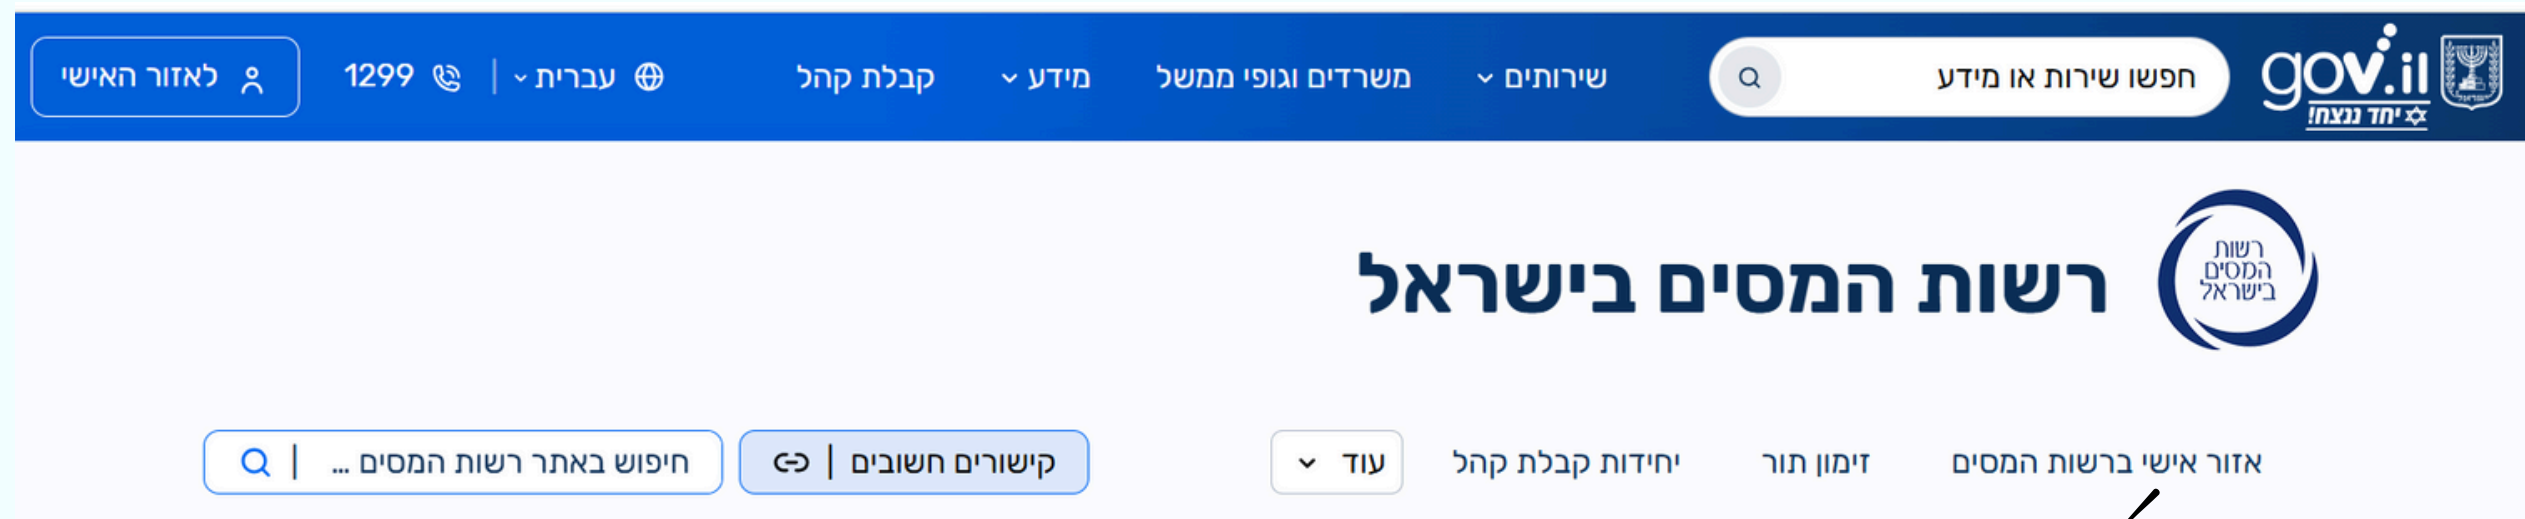 gov.il
יחד ננצח!
חפשו שירות או מידע
שירותים
משרדים וגופי ממשל
מידע
קבלת קהל
עברית
1299
לאזור האישי
רשות
המסים
בישראל
רשות המסים בישראל
אזור אישי ברשות המסים
זימון תור
יחידות קבלת קהל
עוד
קישורים חשובים
חיפוש באתר רשות המסים ...